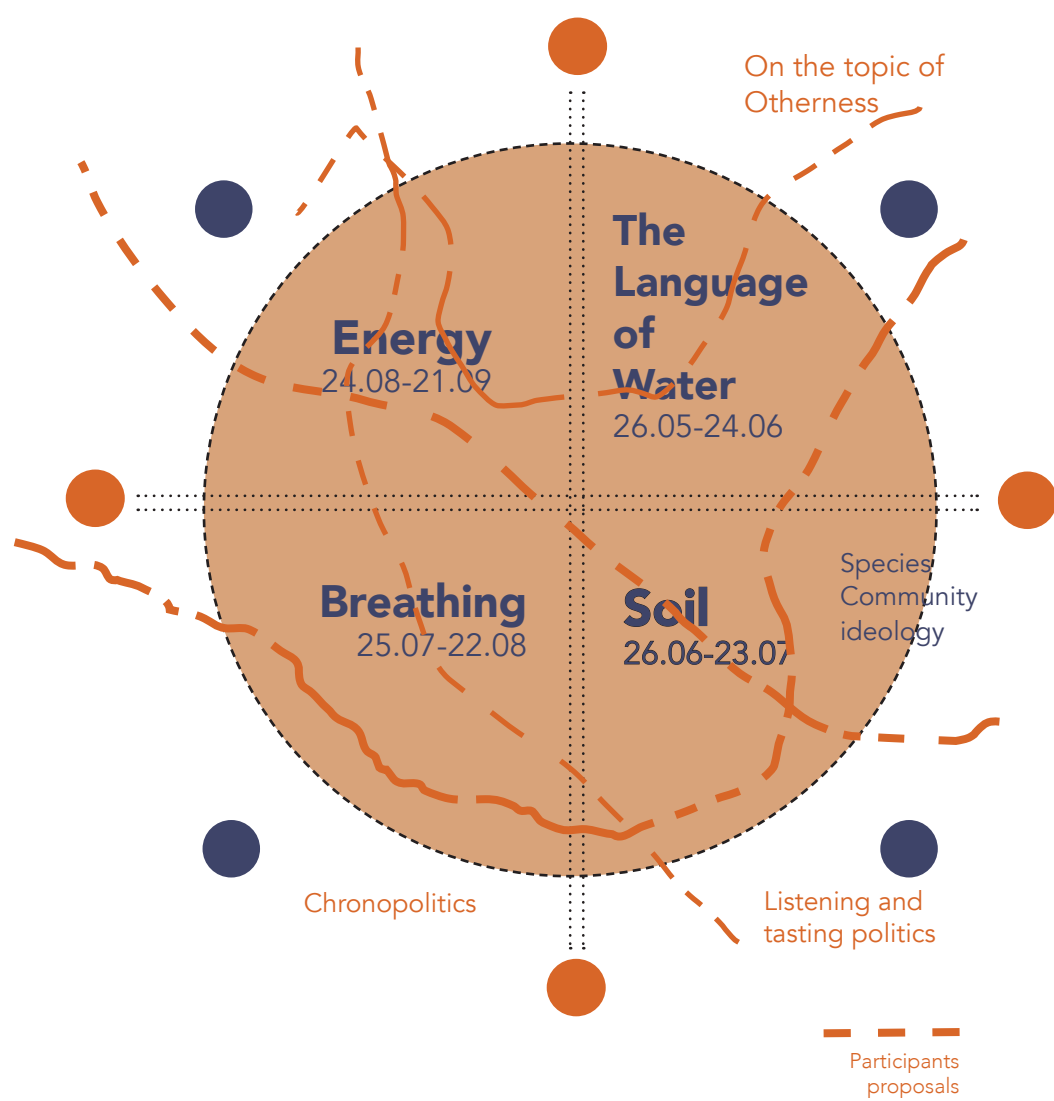 On the topic of
Otherness
The
Language
of
Water
26.05-24.06
Energy
24.08-21.09
Species
Community
ideology
Breathing
25.07-22.08
Soil
26.06-23.07
Chronopolitics
Listening and
tasting politics
Participants
proposals